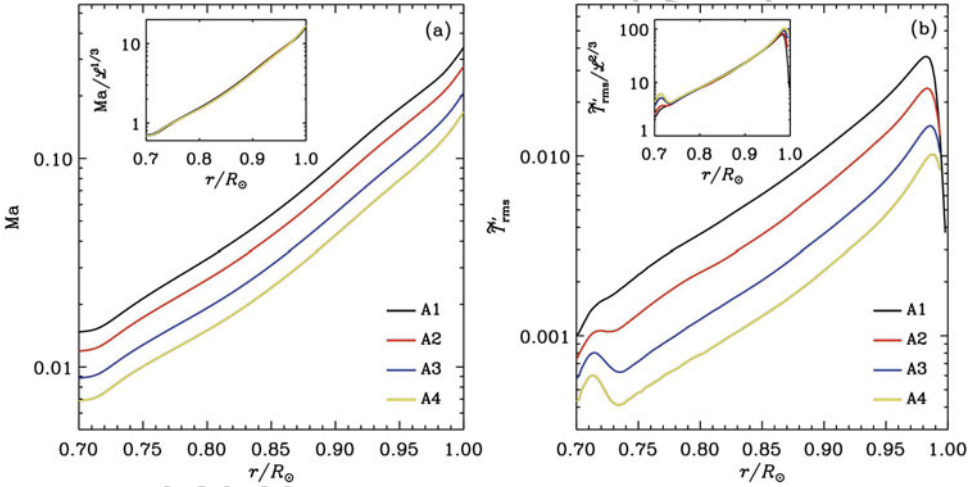 (a)
Ma/ℒ^{1/3}
10
1
0.7 0.8 0.9 1.0
r/R⊙
Ma
0.10
0.01
A1
A2
A3
A4
0.70 0.75 0.80 0.85 0.90 0.95 1.00
r/R⊙
(b)
T̃'rms/ℒ^{2/3}
100
10
1
2
0.7 0.8 0.9 1.0
r/R⊙
T̃'rms
0.010
0.001
A1
A2
A3
A4
0.70 0.75 0.80 0.85 0.90 0.95 1.00
r/R⊙